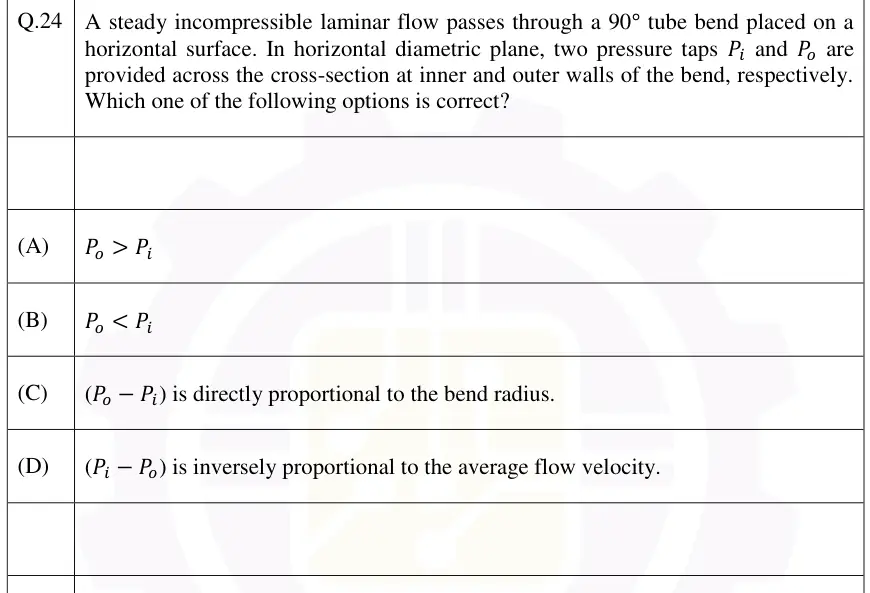 Q.24 A steady incompressible laminar flow passes through a 90° tube bend placed on a
horizontal surface. In horizontal diametric plane, two pressure taps 𝑃ᵢ and 𝑃ₒ are
provided across the cross-section at inner and outer walls of the bend, respectively.
Which one of the following options is correct?
(A) 𝑃ₒ > 𝑃ᵢ
(B) 𝑃ₒ < 𝑃ᵢ
(C) (𝑃ₒ − 𝑃ᵢ) is directly proportional to the bend radius.
(D) (𝑃ᵢ − 𝑃ₒ) is inversely proportional to the average flow velocity.